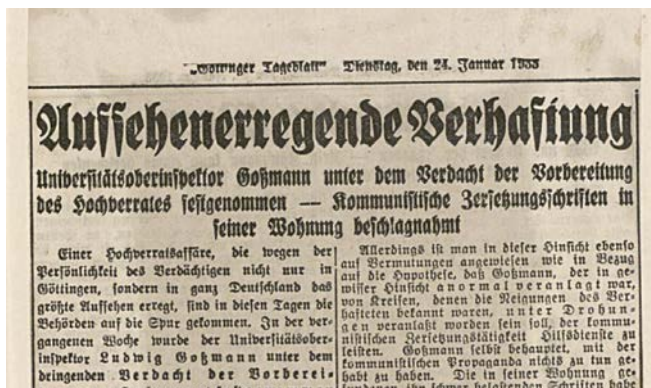 „Göttinger Tageblatt“ Dienstag, den 24. Januar 1933
Aufsehenerregende Verhaftung
Universitätsoberinspektor Goßmann unter dem Verdacht der Vorbereitung
des Hochverrates festgenommen — Kommunistische Zersetzungsschriften in
seiner Wohnung beschlagnahmt
Einer Hochverratsaffäre, die wegen der
Persönlichkeit des Verdächtigen nicht nur in
Göttingen, sondern in ganz Deutschland das
größte Aufsehen erregt, sind in diesen Tagen die
Behörden auf die Spur gekommen. In der ver-
gangenen Woche wurde der Universitätsober-
inspektor Ludwig Goßmann unter dem
dringenden Verdacht der Vorberei-
Allerdings ist man in dieser Hinsicht ebenso
auf Vermutungen angewiesen wie in Bezug
auf die Hypothese, daß Goßmann, der in ge-
wisser Hinsicht anormal veranlagt war,
von Kreisen, denen die Neigungen des Ver-
hafteten bekannt waren, unter Drohun-
gen veranlaßt worden sein soll, der kommu-
nistischen Zersetzungstätigkeit Hilfsdienste zu
leisten. Goßmann selbst behauptet, mit der
kommunistischen Propaganda nichts zu tun ge-
habt zu haben. Die in seiner Wohnung ge-